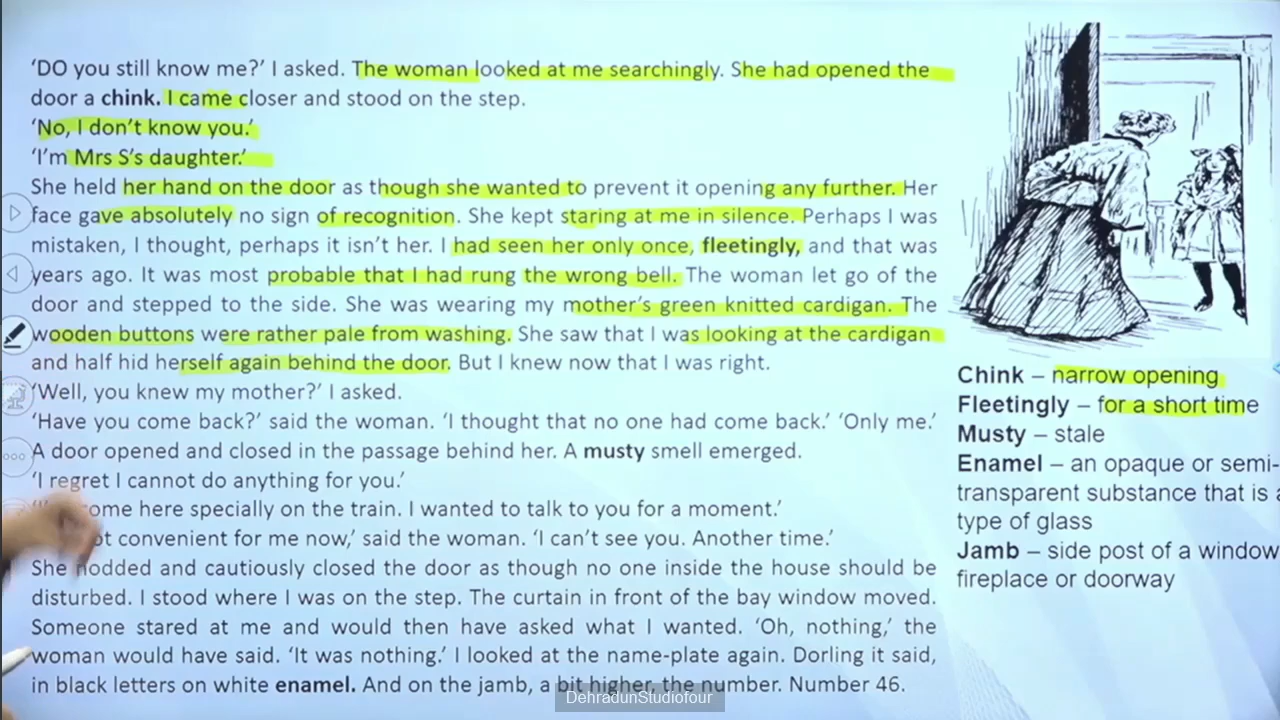 ‘DO you still know me?’ I asked. The woman looked at me searchingly. She had opened the
door a chink. I came closer and stood on the step.
‘No, I don’t know you.’
‘I’m Mrs S’s daughter.’
She held her hand on the door as though she wanted to prevent it opening any further. Her
face gave absolutely no sign of recognition. She kept staring at me in silence. Perhaps I was
mistaken, I thought, perhaps it isn’t her. I had seen her only once, fleetingly, and that was
years ago. It was most probable that I had rung the wrong bell. The woman let go of the
door and stepped to the side. She was wearing my mother’s green knitted cardigan. The
wooden buttons were rather pale from washing. She saw that I was looking at the cardigan
and half hid herself again behind the door. But I knew now that I was right.
‘Well, you knew my mother?’ I asked.
‘Have you come back?’ said the woman. ‘I thought that no one had come back.’ ‘Only me.’
A door opened and closed in the passage behind her. A musty smell emerged.
‘I regret I cannot do anything for you.’
here specially on the train. I wanted to talk to you for a moment.’
convenient for me now,’ said the woman. ‘I can’t see you. Another time.’
She nodded and cautiously closed the door as though no one inside the house should be
disturbed. I stood where I was on the step. The curtain in front of the bay window moved.
Someone stared at me and would then have asked what I wanted. ‘Oh, nothing,’ the
woman would have said. ‘It was nothing.’ I looked at the name-plate again. Dorling it said,
in black letters on white enamel. And on the jamb, a bit higher, the number. Number 46.
Chink – narrow opening
Fleetingly – for a short time
Musty – stale
Enamel – an opaque or semi-
transparent substance that is a
type of glass
Jamb – side post of a window
fireplace or doorway
DehradunStudiofour